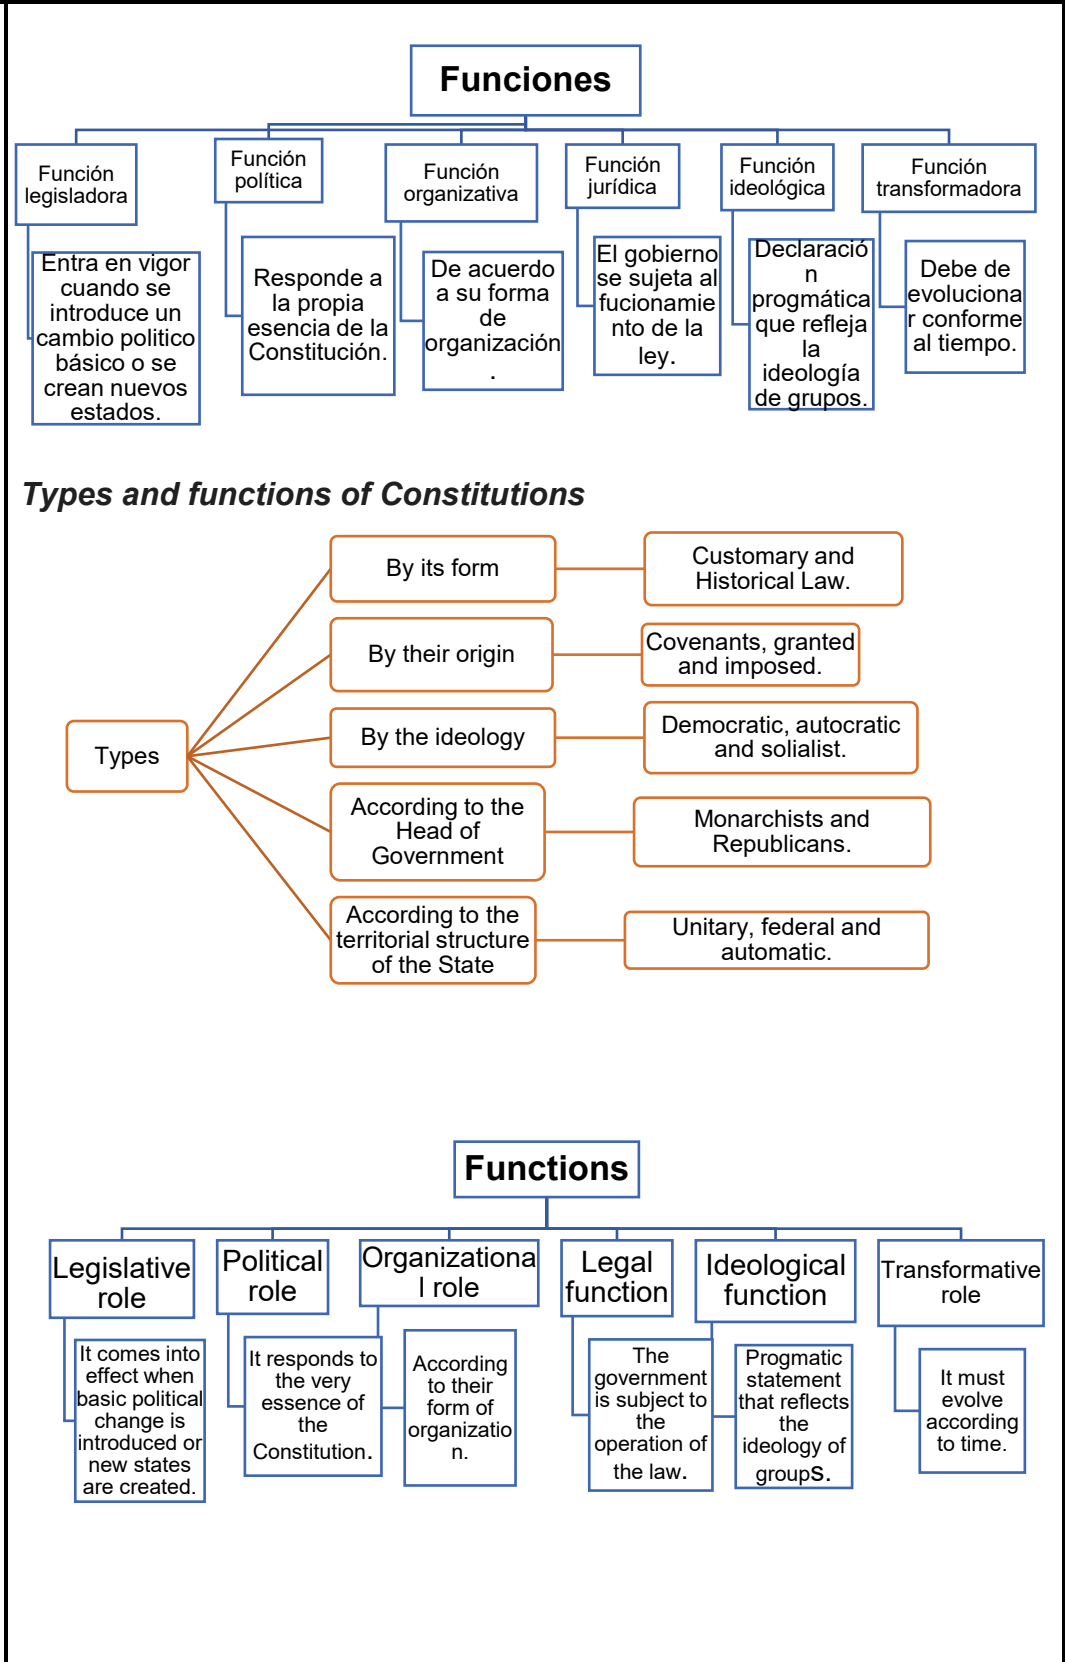 Funciones
Función
legisladora
Entra en vigor
cuando se
introduce un
cambio politico
básico o se
crean nuevos
estados.
Función
política
Responde a
la propia
esencia de la
Constitución.
Función
organizativa
De acuerdo
a su forma
de
organización
.
Función
jurídica
El gobierno
se sujeta al
fucionamie
nto de la
ley.
Función
ideológica
Declaració
n
progmática
que refleja
la
ideología
de grupos.
Función
transformadora
Debe de
evoluciona
r conforme
al tiempo.
Types and functions of Constitutions
Types
By its form
Customary and
Historical Law.
By their origin
Covenants, granted
and imposed.
By the ideology
Democratic, autocratic
and solialist.
According to the
Head of
Government
Monarchists and
Republicans.
According to the
territorial structure
of the State
Unitary, federal and
automatic.
Functions
Legislative
role
It comes into
effect when
basic political
change is
introduced or
new states
are created.
Political
role
It responds to
the very
essence of
the
Constitution.
Organizationa
l role
According
to their
form of
organizatio
n.
Legal
function
The
government
is subject to
the
operation of
the law.
Ideological
function
Progmatic
statement
that reflects
the
ideology of
groups.
Transformative
role
It must
evolve
according
to time.